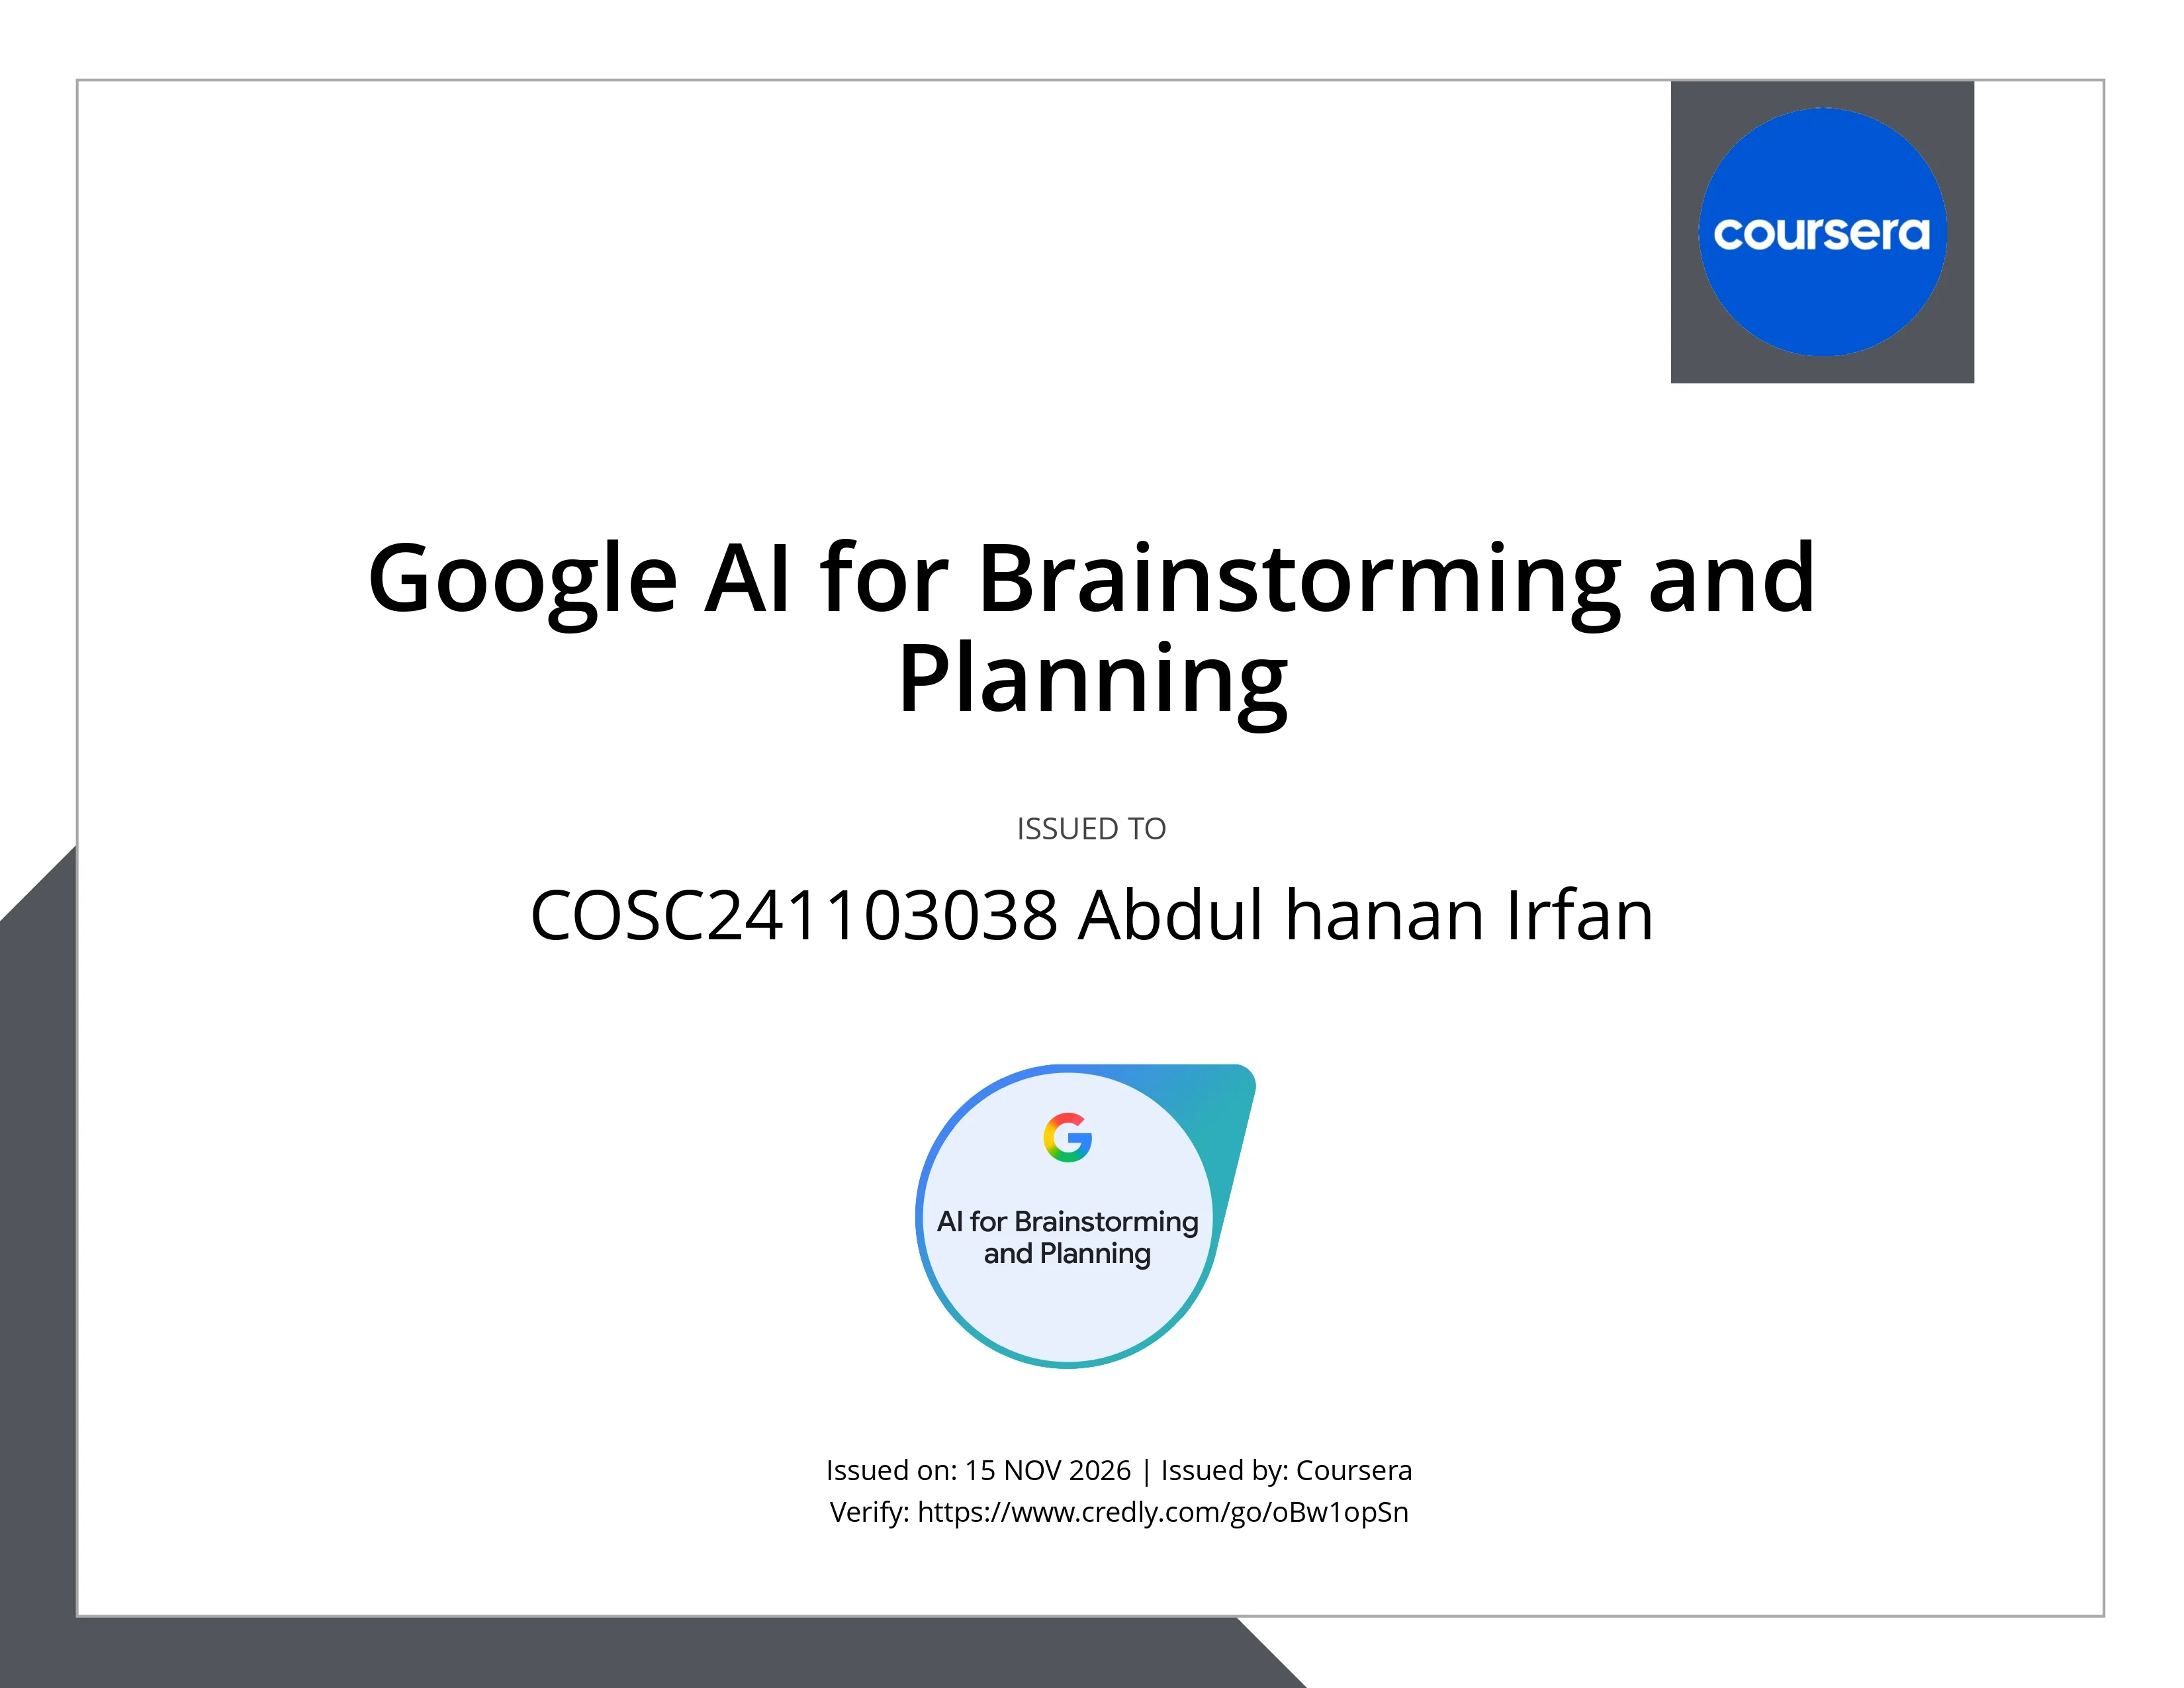 coursera
Google AI for Brainstorming and
Planning
ISSUED TO
COSC241103038 Abdul hanan Irfan
AI for Brainstorming
and Planning
Issued on: 15 NOV 2026 | Issued by: Coursera
Verify: https://www.credly.com/go/oBw1opSn